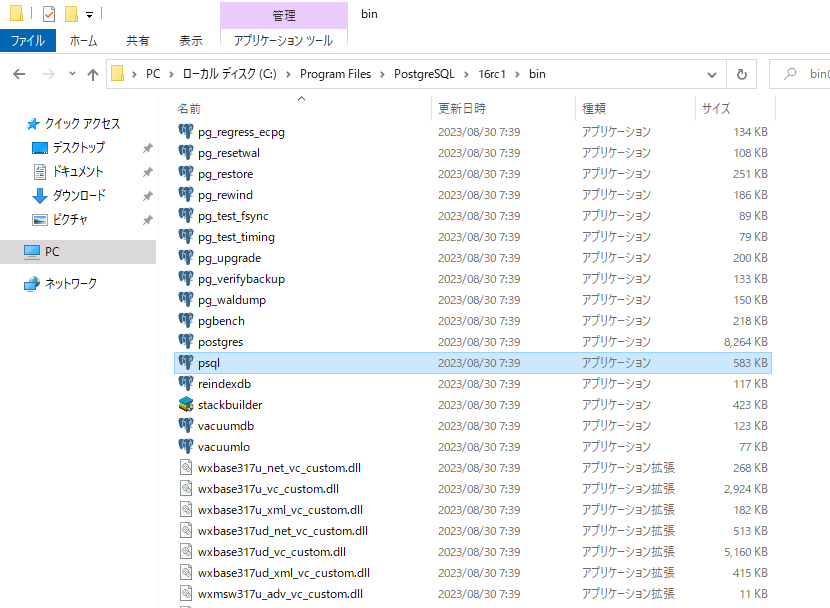 管理 bin
ファイル ホーム 共有 表示 アプリケーション ツール
PC ローカル ディスク (C:) Program Files PostgreSQL 16rc1 bin
名前 更新日時 種類 サイズ
クイック アクセス
デスクトップ
ドキュメント
ダウンロード
ピクチャ
PC
ネットワーク
pg_regress_ecpg 2023/08/30 7:39 アプリケーション 134 KB
pg_resetwal 2023/08/30 7:39 アプリケーション 108 KB
pg_restore 2023/08/30 7:39 アプリケーション 251 KB
pg_rewind 2023/08/30 7:39 アプリケーション 186 KB
pg_test_fsync 2023/08/30 7:39 アプリケーション 89 KB
pg_test_timing 2023/08/30 7:39 アプリケーション 79 KB
pg_upgrade 2023/08/30 7:39 アプリケーション 200 KB
pg_verifybackup 2023/08/30 7:39 アプリケーション 133 KB
pg_waldump 2023/08/30 7:39 アプリケーション 150 KB
pgbench 2023/08/30 7:39 アプリケーション 218 KB
postgres 2023/08/30 7:39 アプリケーション 8,264 KB
psql 2023/08/30 7:39 アプリケーション 583 KB
reindexdb 2023/08/30 7:39 アプリケーション 117 KB
stackbuilder 2023/08/30 7:39 アプリケーション 423 KB
vacuumdb 2023/08/30 7:39 アプリケーション 123 KB
vacuumlo 2023/08/30 7:39 アプリケーション 77 KB
wxbase317u_net_vc_custom.dll 2023/08/30 7:39 アプリケーション拡張 268 KB
wxbase317u_vc_custom.dll 2023/08/30 7:39 アプリケーション拡張 2,924 KB
wxbase317u_xml_vc_custom.dll 2023/08/30 7:39 アプリケーション拡張 182 KB
wxbase317ud_net_vc_custom.dll 2023/08/30 7:39 アプリケーション拡張 513 KB
wxbase317ud_vc_custom.dll 2023/08/30 7:39 アプリケーション拡張 5,160 KB
wxbase317ud_xml_vc_custom.dll 2023/08/30 7:39 アプリケーション拡張 415 KB
wxmsw317u_adv_vc_custom.dll 2023/08/30 7:39 アプリケーション拡張 11 KB